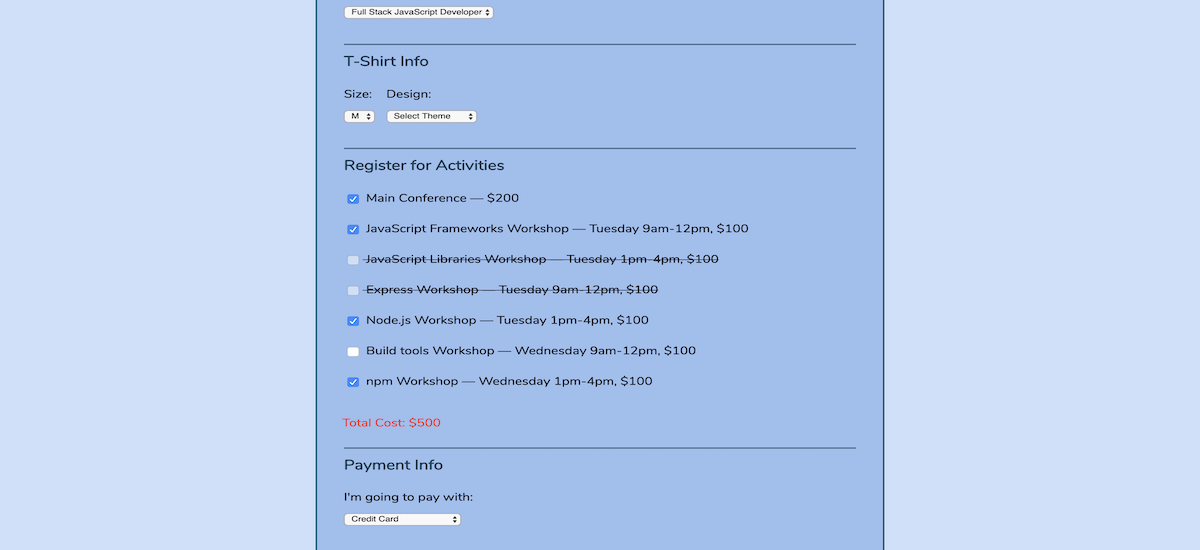 Full Stack JavaScript Developer
T-Shirt Info
Size: Design:
M Select Theme
Register for Activities
Main Conference — $200
JavaScript Frameworks Workshop — Tuesday 9am-12pm, $100
JavaScript Libraries Workshop — Tuesday 1pm-4pm, $100
Express Workshop — Tuesday 9am-12pm, $100
Node.js Workshop — Tuesday 1pm-4pm, $100
Build tools Workshop — Wednesday 9am-12pm, $100
npm Workshop — Wednesday 1pm-4pm, $100
Total Cost: $500
Payment Info
I'm going to pay with:
Credit Card